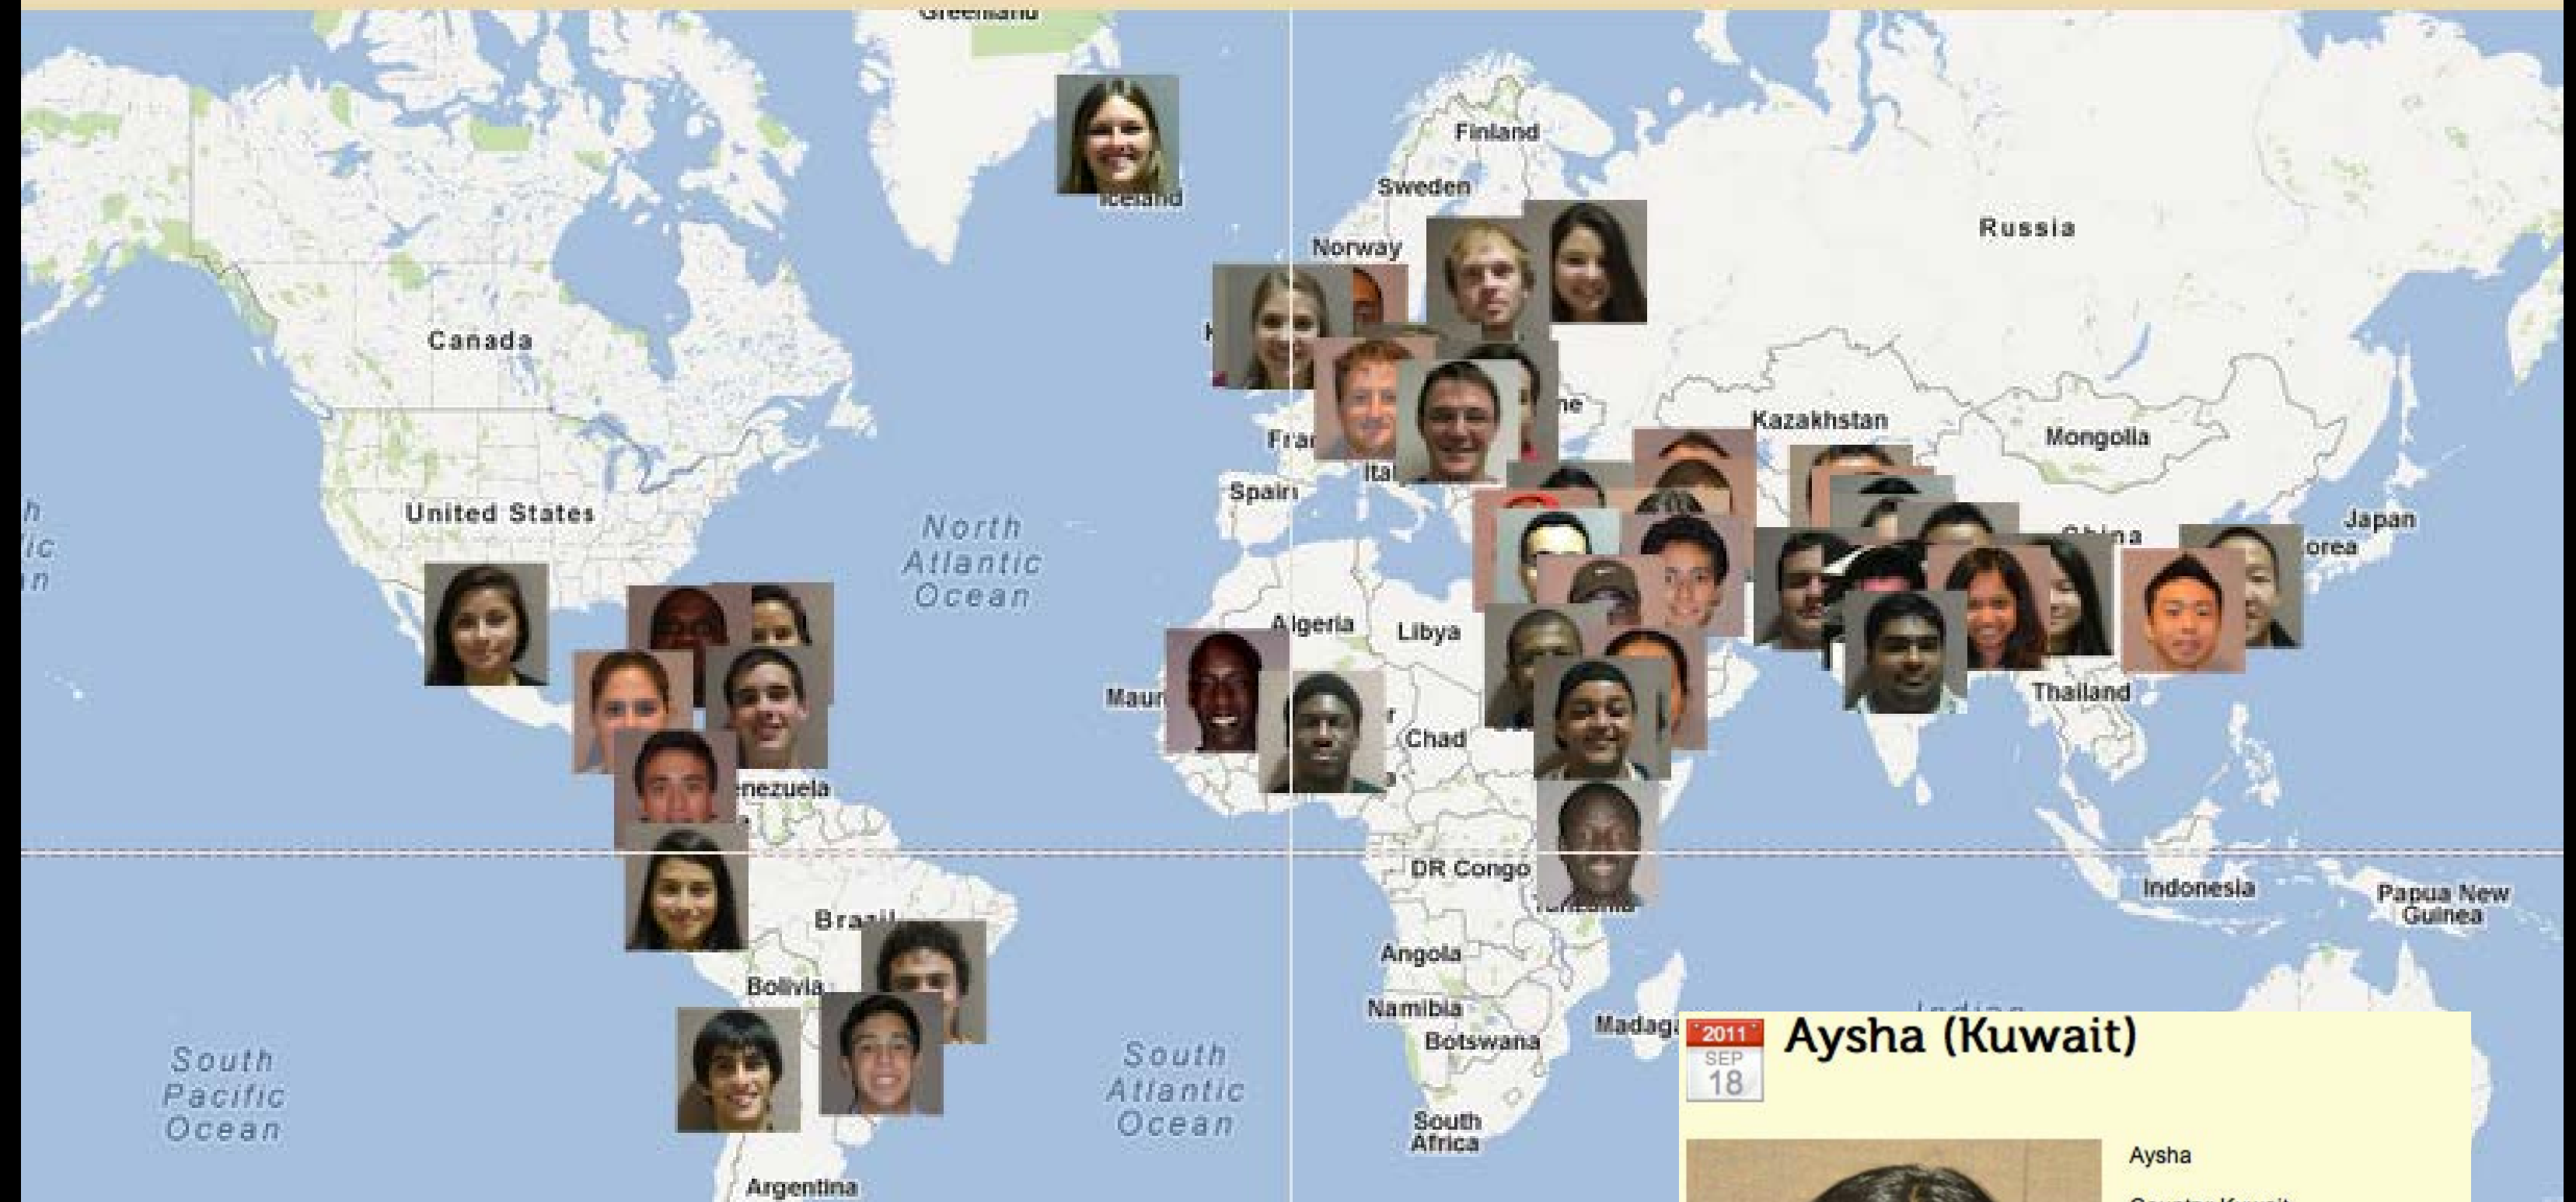 Greenland
Iceland
Finland
Sweden
Norway
Russia
Canada
Kazakhstan
Mongolia
Spain
United States
Japan
North
Atlantic
Ocean
Algeria
Libya
Thailand
Chad
DR Congo
Indonesia
Papua New
Guinea
Brazil
Angola
Bolivia
Namibia
Botswana
South
Pacific
Ocean
South
Atlantic
Ocean
South
Africa
Argentina
2011
SEP
18
Aysha (Kuwait)
Aysha